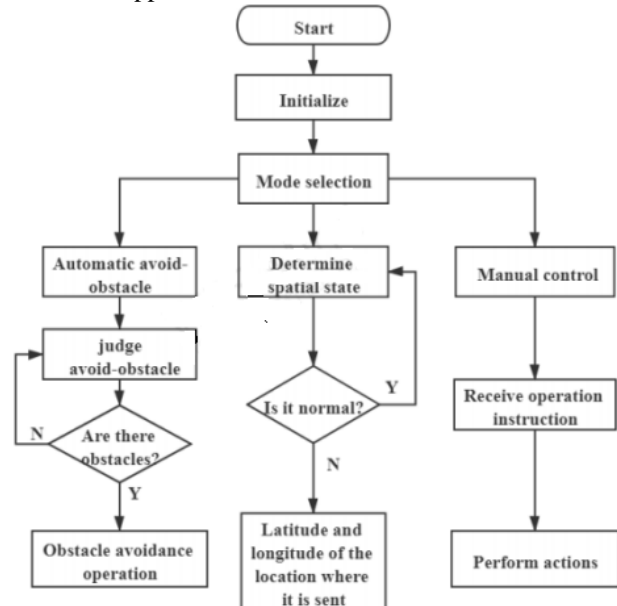 Start
Initialize
Mode selection
Automatic avoid-
obstacle
Determine
spatial state
Manual control
judge
avoid-obstacle
Is it normal?
Y
Receive operation
instruction
N
Are there
obstacles?
Y
N
Obstacle avoidance
operation
Latitude and
longitude of the
location where
it is sent
Perform actions